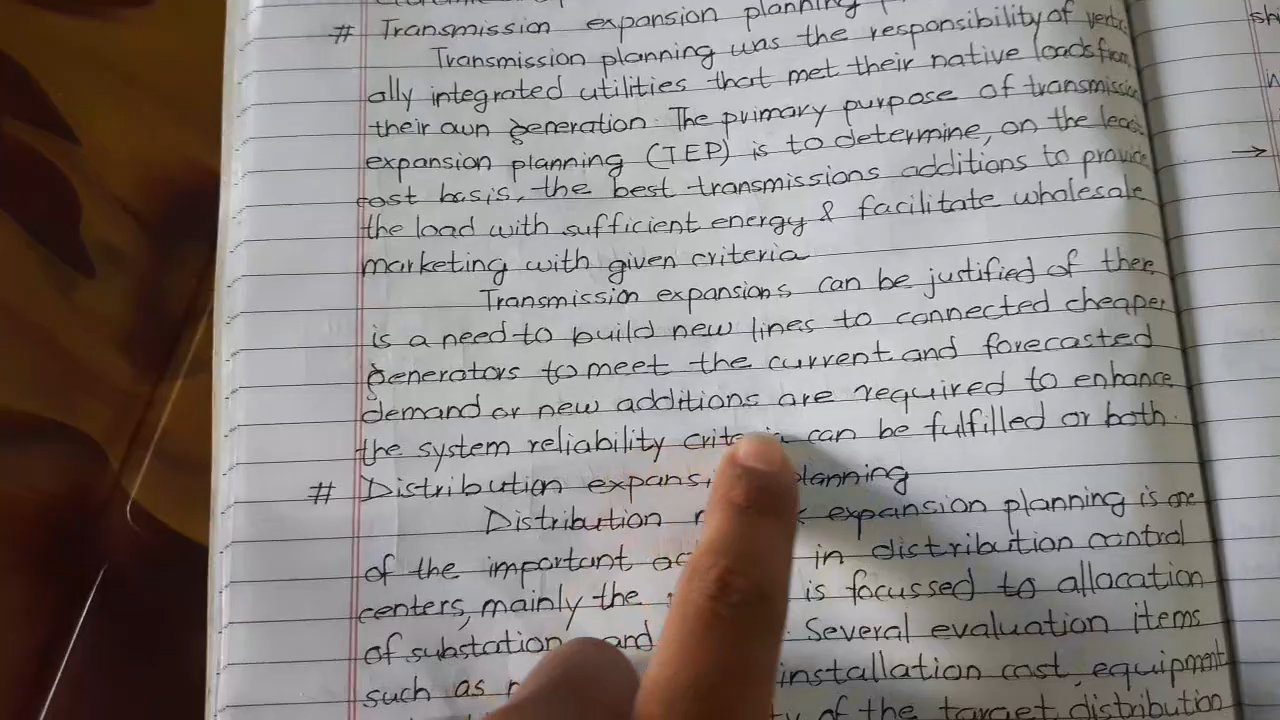 # Transmission expansion planning
Transmission planning was the responsibility of vertic
ally integrated utilities that met their native loads from
their own generation. The primary purpose of transmission
expansion planning (TEP) is to determine, on the least
cost basis, the best transmissions additions to provide
the load with sufficient energy & facilitate wholesale
marketing with given criteria
Transmission expansions can be justified of there
is a need to build new lines to connected cheaper
generators to meet the current and forecasted
demand or new additions are required to enhance
the system reliability can be fulfilled or both.
# Distribution planning
Distribution expansion planning is one
of the important in distribution control
centers, mainly the is focussed to allocation
of substation and Several evaluation items
such as installation cost, equipment
of the target distribution